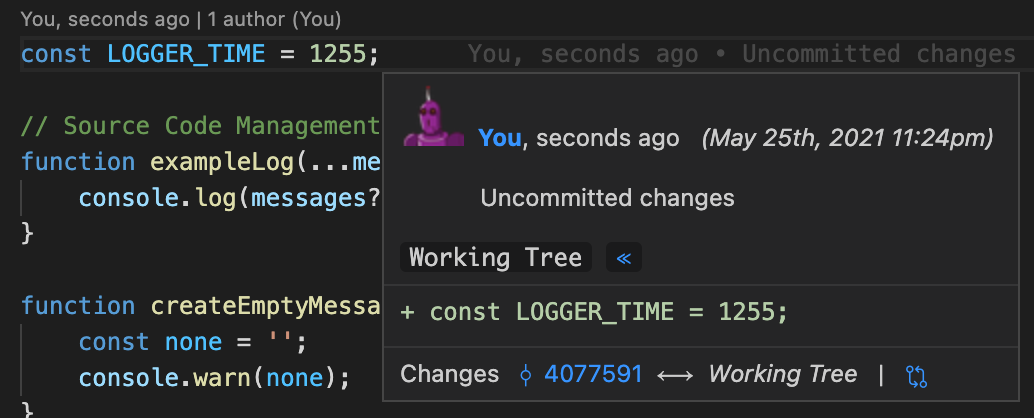 You, seconds ago | 1 author (You)
const LOGGER_TIME = 1255;    You, seconds ago • Uncommitted changes
You, seconds ago (May 25th, 2021 11:24pm)
Uncommitted changes
Working Tree «
+ const LOGGER_TIME = 1255;
Changes 4077591 ⟷ Working Tree |
// Source Code Management
function exampleLog(...me
console.log(messages?
}
function createEmptyMessa
const none = '';
console.warn(none);
}